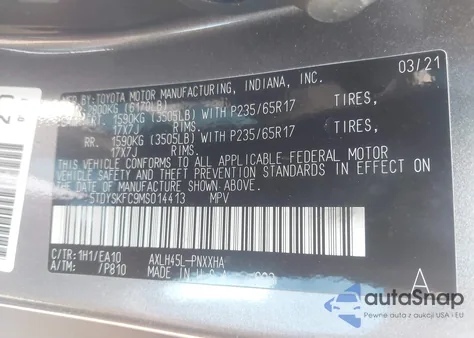 BY: TOYOTA MOTOR MANUFACTURING, INDIANA, INC. 03/21
2800KG (6170LB)
1590KG (3505LB) WITH P235/65R17 TIRES,
17X7J RIMS.
RR. 1590KG (3505LB) WITH P235/65R17 TIRES,
17X7J RIMS.
THIS VEHICLE CONFORMS TO ALL APPLICABLE FEDERAL MOTOR
VEHICLE SAFETY AND THEFT PREVENTION STANDARDS IN EFFECT ON
THE DATE OF MANUFACTURE SHOWN ABOVE.
5TDYSKFC9MS014413 MPV
C/TR: 1H1/EA10 AXLH45L-PNXXHA
A/TM: /P810 MADE IN U.S.A. A
autoSnap
Pewne auta z aukcji USA i EU